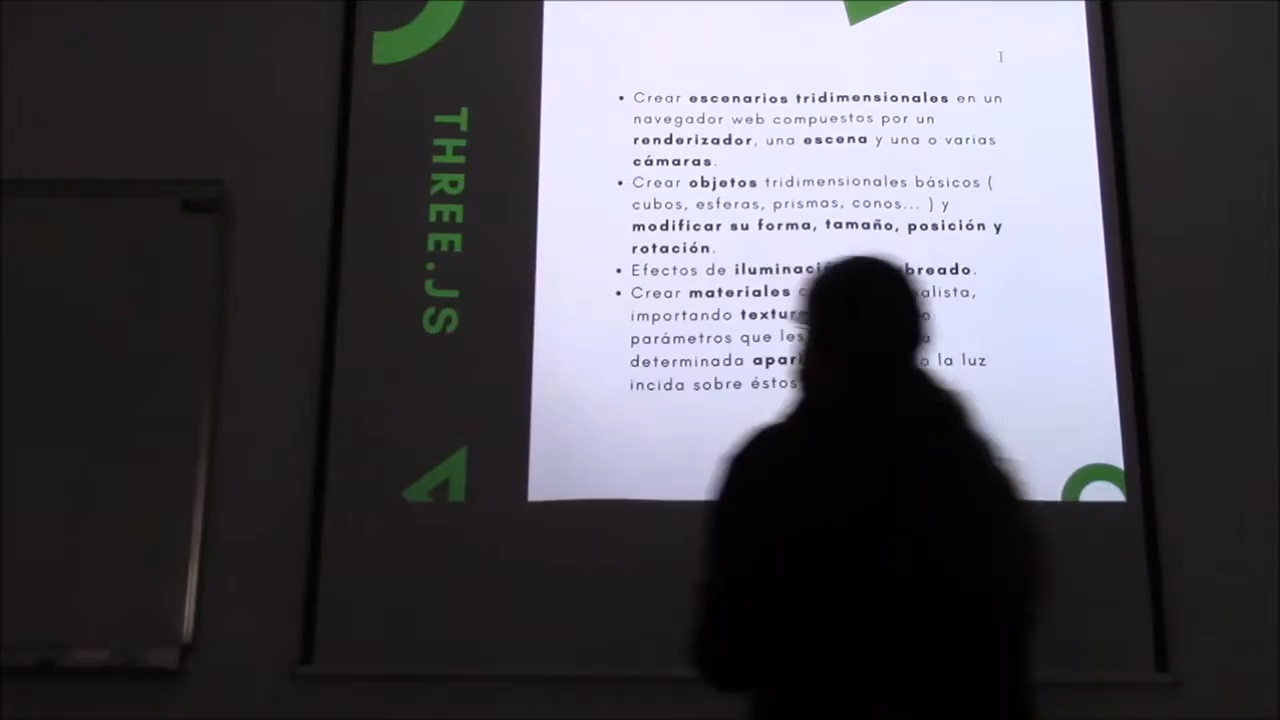 THREE.JS
• Crear escenarios tridimensionales en un
navegador web compuestos por un
renderizador, una escena y una o varias
cámaras.
• Crear objetos tridimensionales básicos (
cubos, esferas, prismas, conos... ) y
modificar su forma, tamaño, posición y
rotación.
• Efectos de
• Crear materiales
importando
parámetros que
determinada la luz
incida sobre éstos